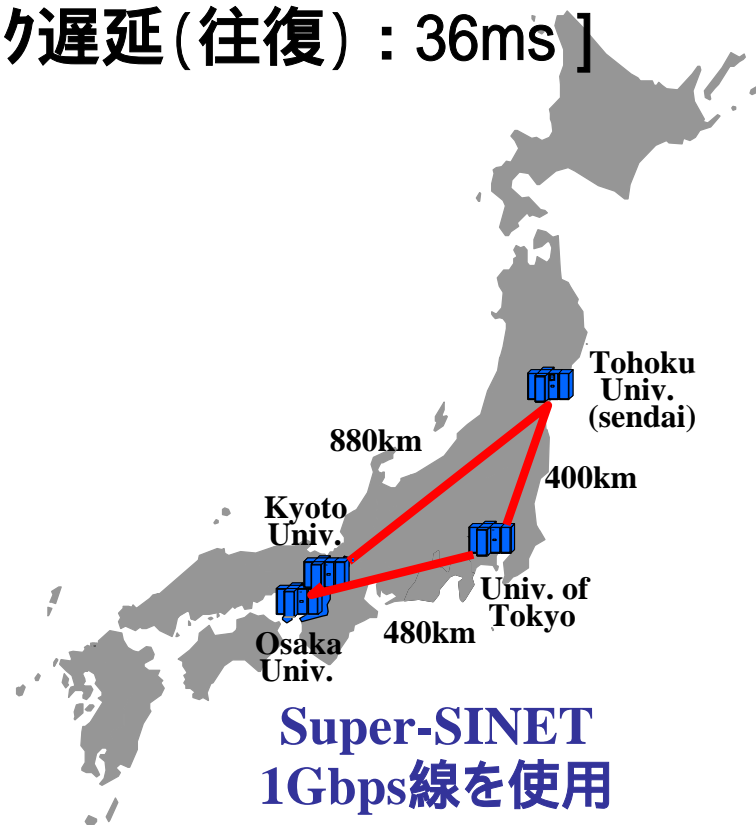 ク遅延(往復):36ms ]
Tohoku
Univ.
(sendai)
880km
400km
Kyoto
Univ.
Univ. of
Tokyo
480km
Osaka
Univ.
Super-SINET
1Gbps線を使用